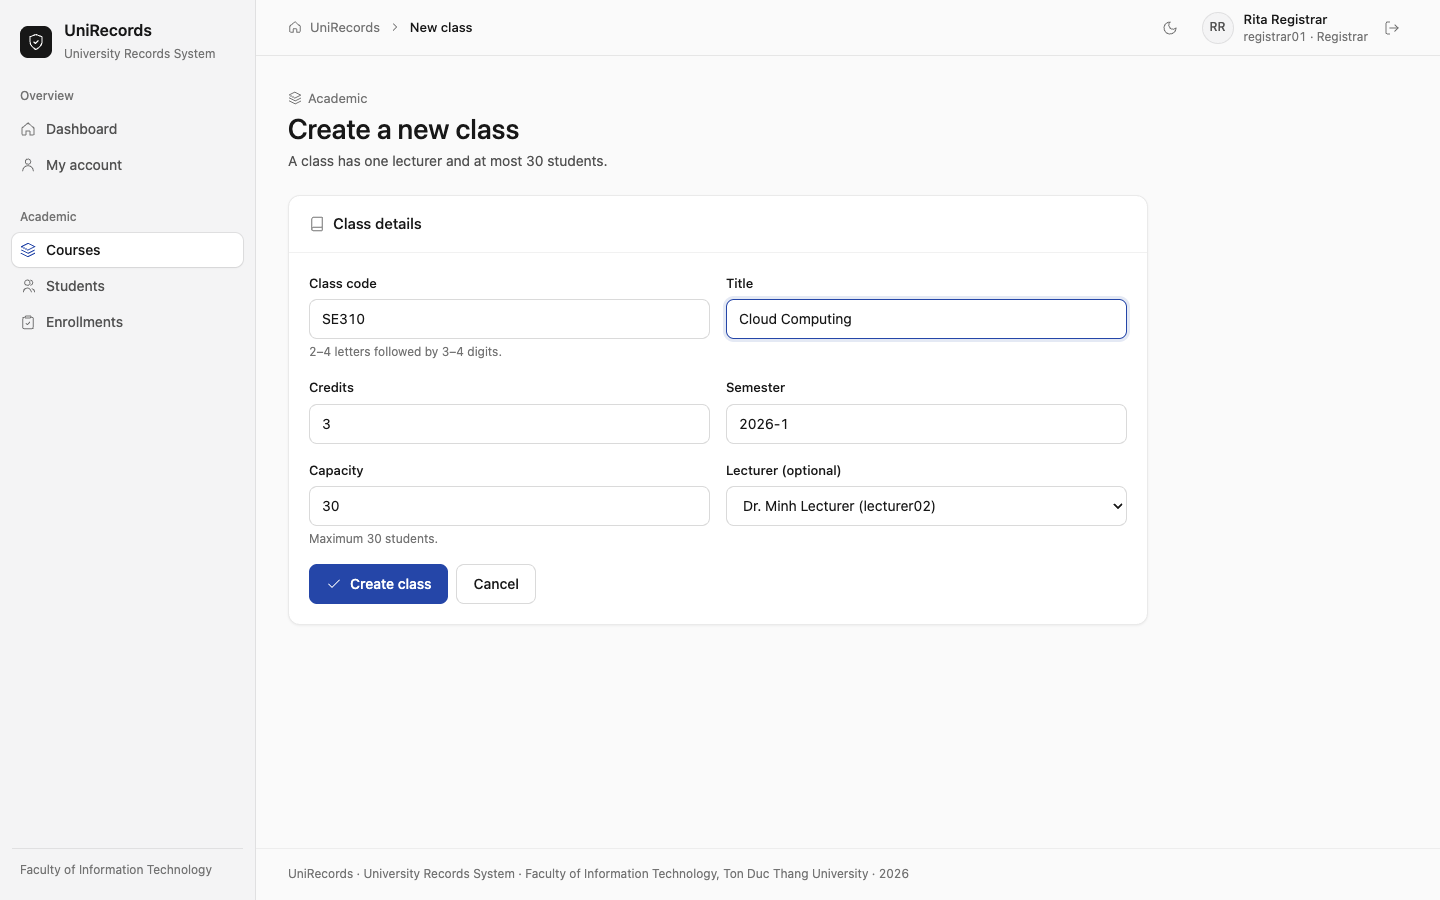 UniRecords
University Records System
Overview
Dashboard
My account
Academic
Courses
Students
Enrollments
Faculty of Information Technology
UniRecords > New class
RR
Rita Registrar
registrar01 · Registrar
Academic
Create a new class
A class has one lecturer and at most 30 students.
Class details
Class code
SE310
2–4 letters followed by 3–4 digits.
Title
Cloud Computing
Credits
3
Semester
2026-1
Capacity
30
Maximum 30 students.
Lecturer (optional)
Dr. Minh Lecturer (lecturer02)
Create class
Cancel
UniRecords · University Records System · Faculty of Information Technology, Ton Duc Thang University · 2026